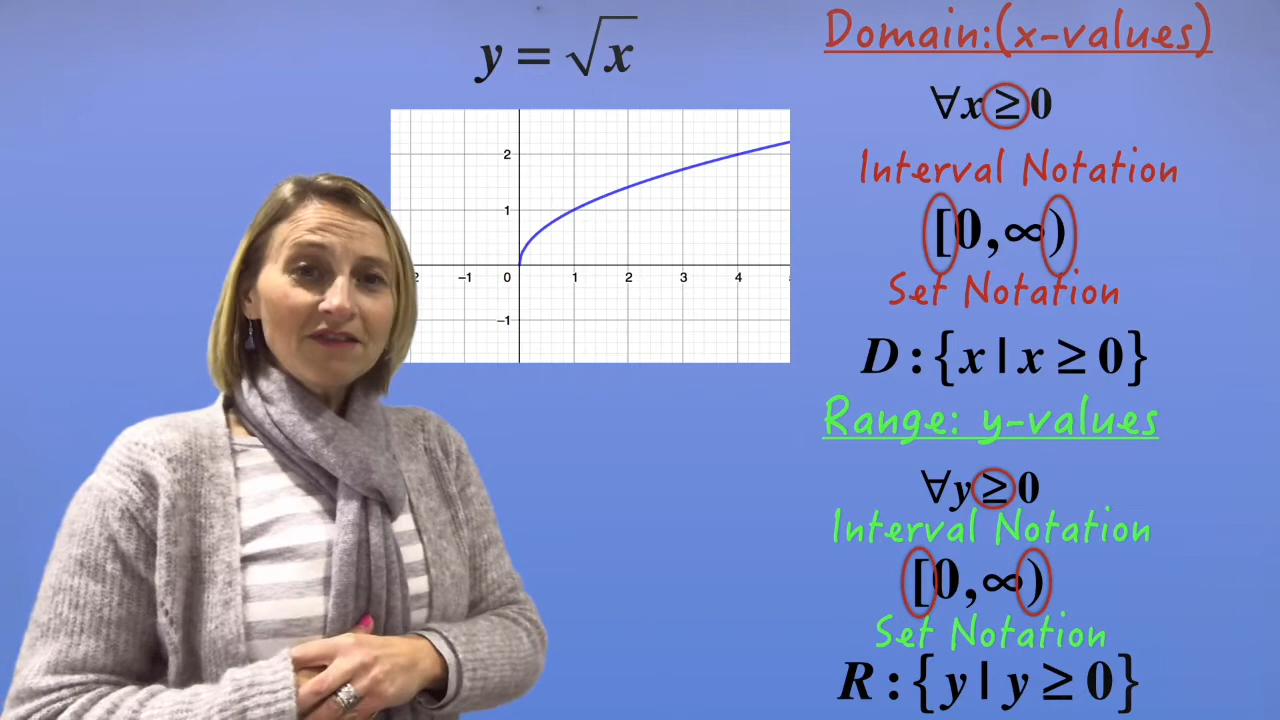 y = √x
2
1
2 −1 0 1 2 3 4
−1
Domain:(x-values)
∀x ≥ 0
Interval Notation
[0,∞)
Set Notation
D:{x | x ≥ 0}
Range: y-values
∀y ≥ 0
Interval Notation
[0,∞)
Set Notation
R:{y | y ≥ 0}